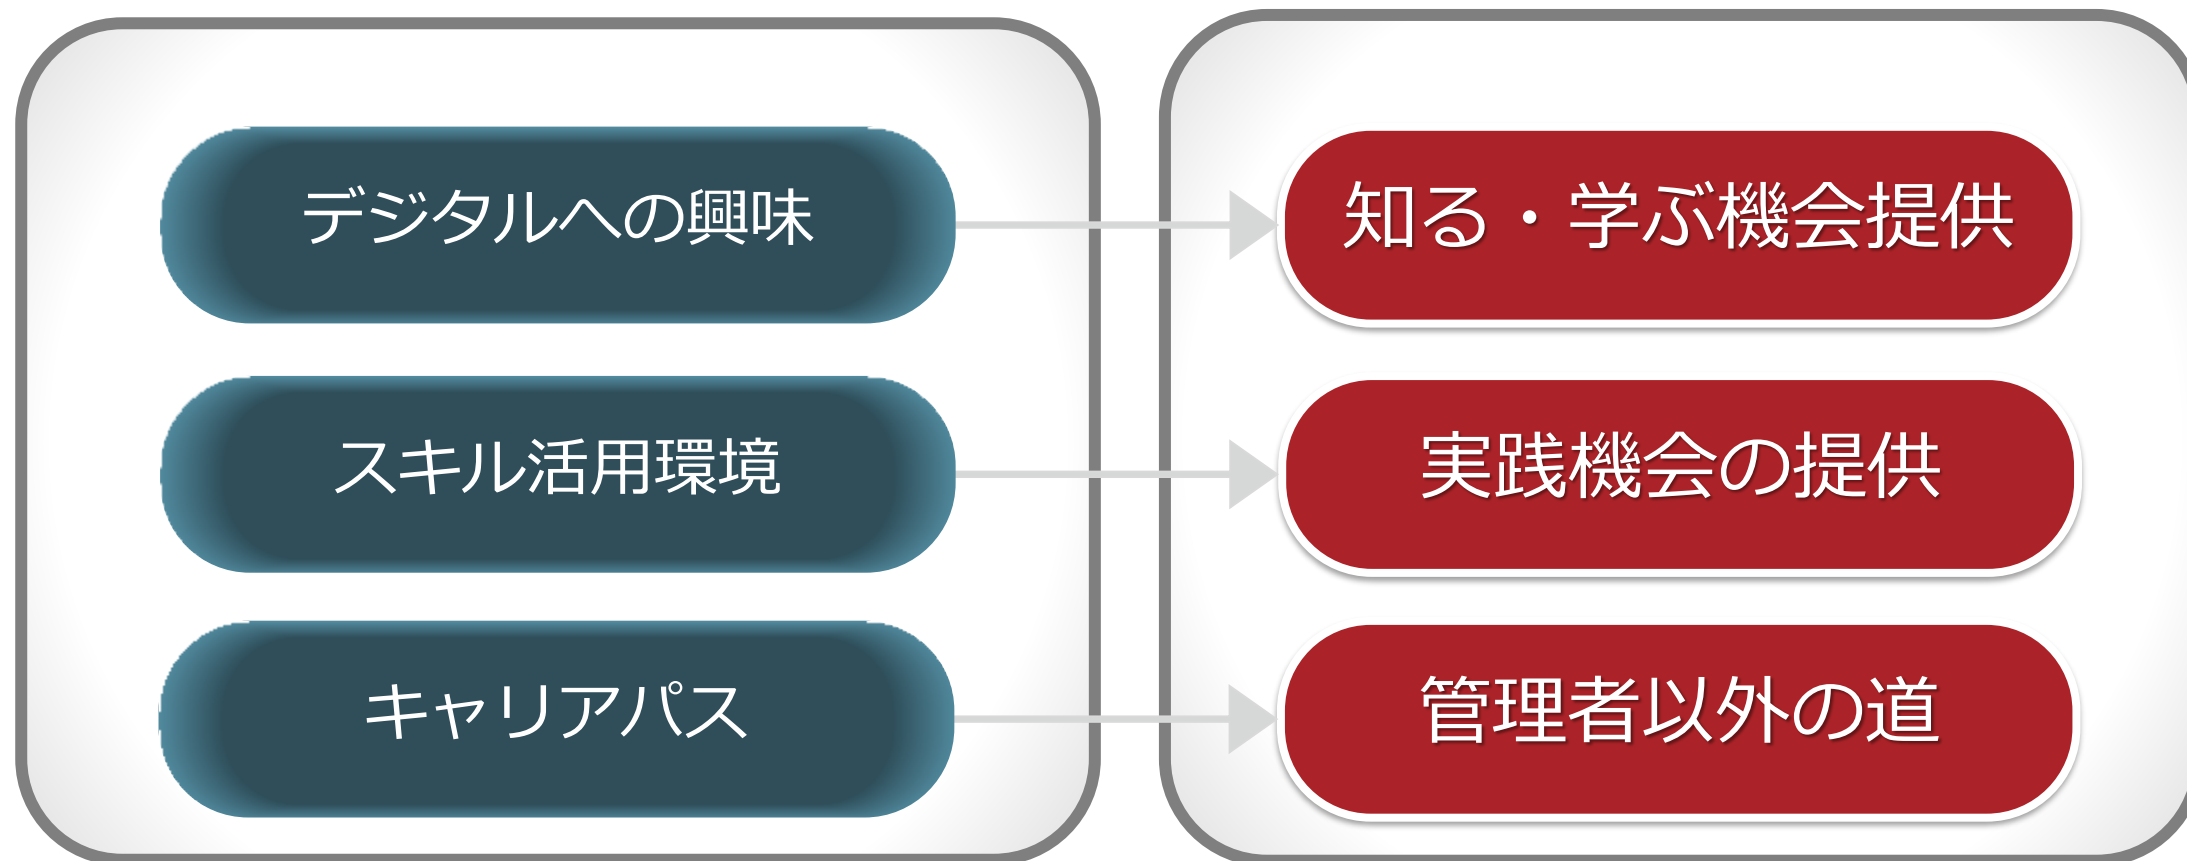 デジタルへの興味
知る・学ぶ機会提供
スキル活用環境
実践機会の提供
キャリアパス
管理者以外の道